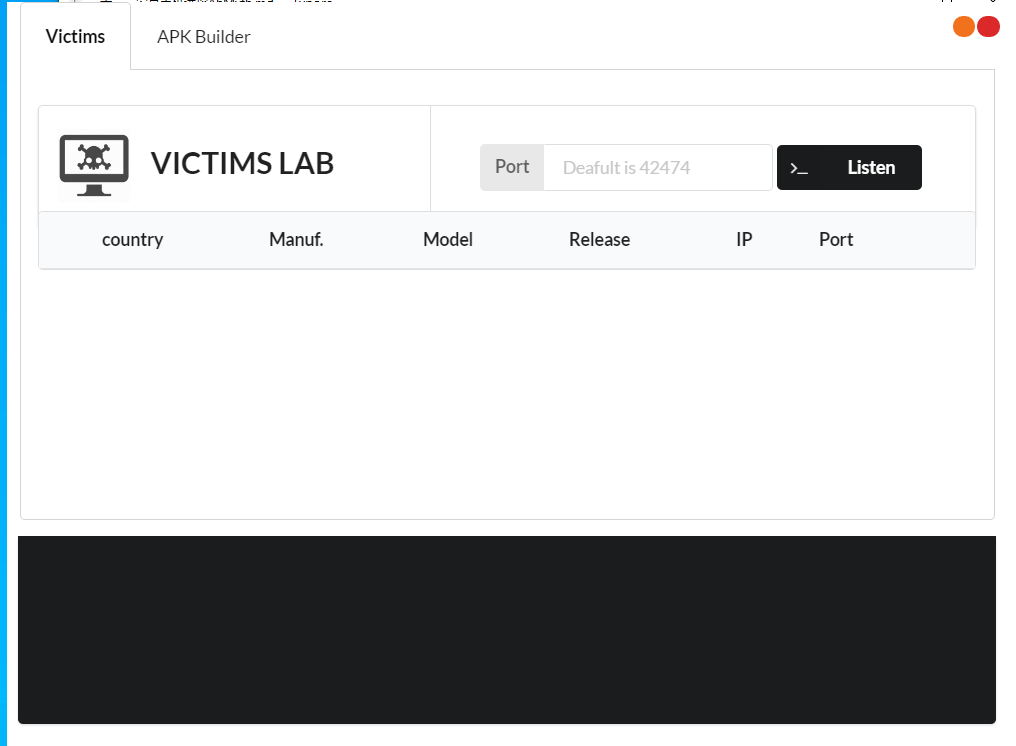 Victims
APK Builder
VICTIMS LAB
Port
Deafult is 42474
>_
Listen
country
Manuf.
Model
Release
IP
Port